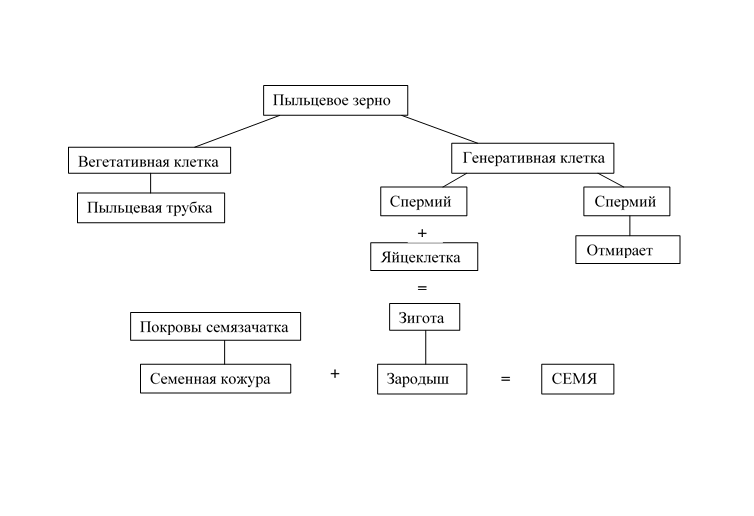 Пыльцевое зерно
Вегетативная клетка
Генеративная клетка
Пыльцевая трубка
Спермий
Спермий
+
Яйцеклетка
Отмирает
=
Зигота
Покровы семязачатка
Семенная кожура + Зародыш = СЕМЯ